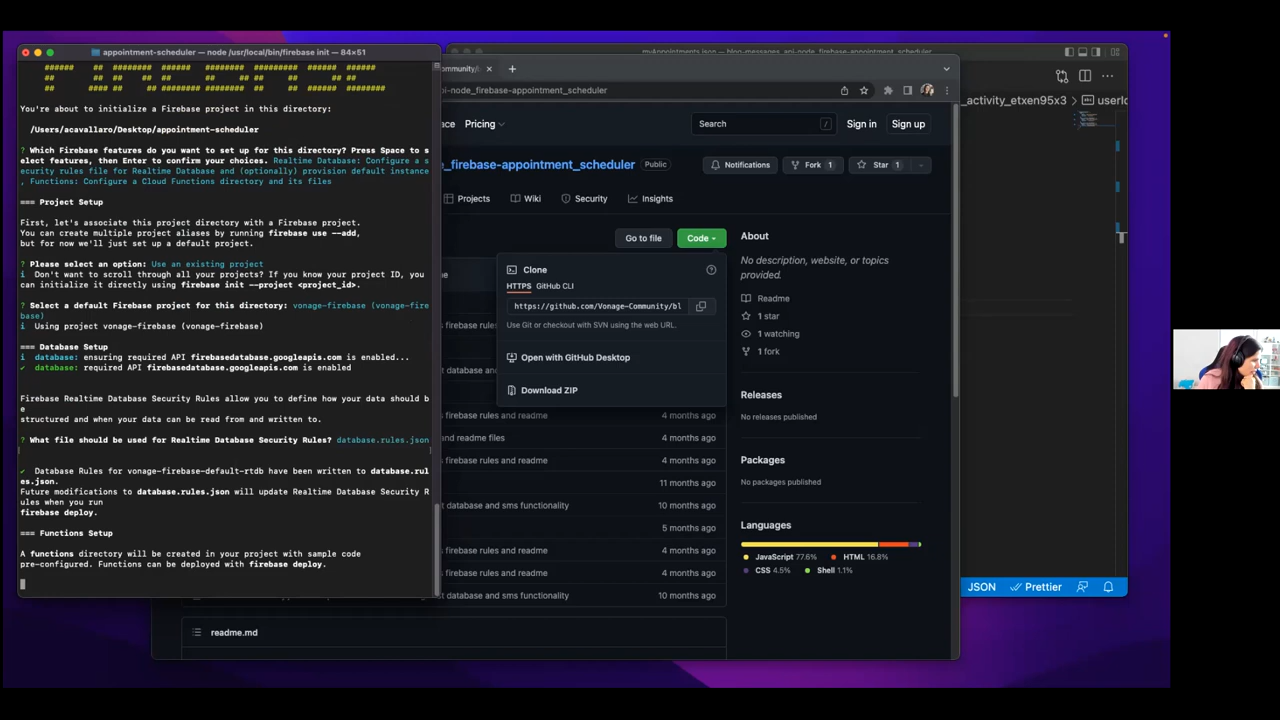 appointment-scheduler — node /usr/local/bin/firebase init — 84×51
###### ## ######## ###### ######## ######### ###### ######
## ## ## ## ## ## ## ## ## ## ##
## #### ## ## ######## ######## ## ## ###### ########
You're about to initialize a Firebase project in this directory:
/Users/acavallaro/Desktop/appointment-scheduler
? Which Firebase features do you want to set up for this directory? Press Space to s
elect features, then Enter to confirm your choices. Realtime Database: Configure a s
ecurity rules file for Realtime Database and (optionally) provision default instance
, Functions: Configure a Cloud Functions directory and its files
=== Project Setup
First, let's associate this project directory with a Firebase project.
You can create multiple project aliases by running firebase use --add,
but for now we'll just set up a default project.
? Please select an option: Use an existing project
i Don't want to scroll through all your projects? If you know your project ID, you
can initialize it directly using firebase init --project <project_id>.
? Select a default Firebase project for this directory: vonage-firebase (vonage-fire
base)
i Using project vonage-firebase (vonage-firebase)
=== Database Setup
i database: ensuring required API firebasedatabase.googleapis.com is enabled...
✔ database: required API firebasedatabase.googleapis.com is enabled
Firebase Realtime Database Security Rules allow you to define how your data should b
e
structured and when your data can be read from and written to.
? What file should be used for Realtime Database Security Rules? database.rules.json
✔ Database Rules for vonage-firebase-default-rtdb have been written to database.rul
es.json.
Future modifications to database.rules.json will update Realtime Database Security R
ules when you run
firebase deploy.
=== Functions Setup
A functions directory will be created in your project with sample code
pre-configured. Functions can be deployed with firebase deploy.
myAppointments.json — blog-messages_api-node_firebase_scheduler
ommunity/
pi-node_firebase-appointment_scheduler
ace Pricing Search / Sign in Sign up
_firebase-appointment_scheduler Public Notifications Fork 1 Star 1
Projects Wiki Security Insights
Go to file Code
Clone
HTTPS GitHub CLI
https://github.com/Vonage-Community/bl
Use Git or checkout with SVN using the web URL.
Open with GitHub Desktop
Download ZIP
firebase rules and readme 4 months ago
and readme files 4 months ago
firebase rules and readme 4 months ago
11 months ago
t database and sms functionality 10 months ago
5 months ago
s firebase rules and readme 4 months ago
s firebase rules and readme 4 months ago
t database and sms functionality 10 months ago
readme.md
About
No description, website, or topics
provided.
Readme
1 star
1 watching
1 fork
Releases
No releases published
Packages
No packages published
Languages
JavaScript 77.6% HTML 16.8%
CSS 4.5% Shell 1.1%
_activity_etxen95x3 > userId
JSON Prettier